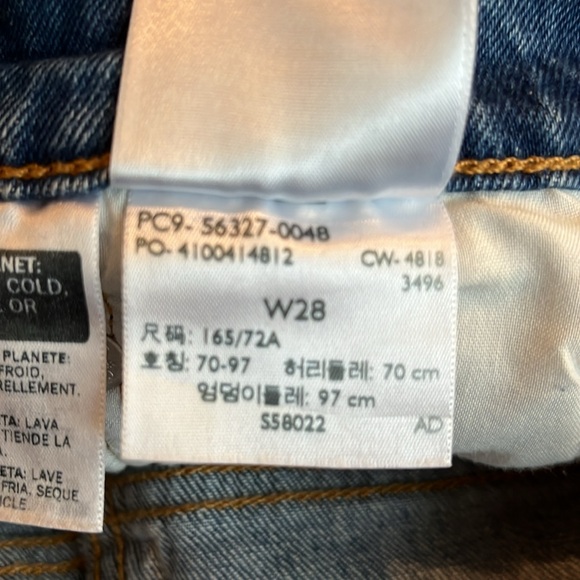 PC9- 56327-0048
PO- 4100414812 CW- 4818
3496
W28
尺码: 165/72A
호칭: 70-97 허리둘레: 70 cm
엉덩이둘레: 97 cm
S58022 AD
NET:
COLD,
OR
PLANETE:
FROID,
RELLEMENT.
ETA: LAVA
TIENDE LA
ETA: LAVE
FRIA, SEQUE